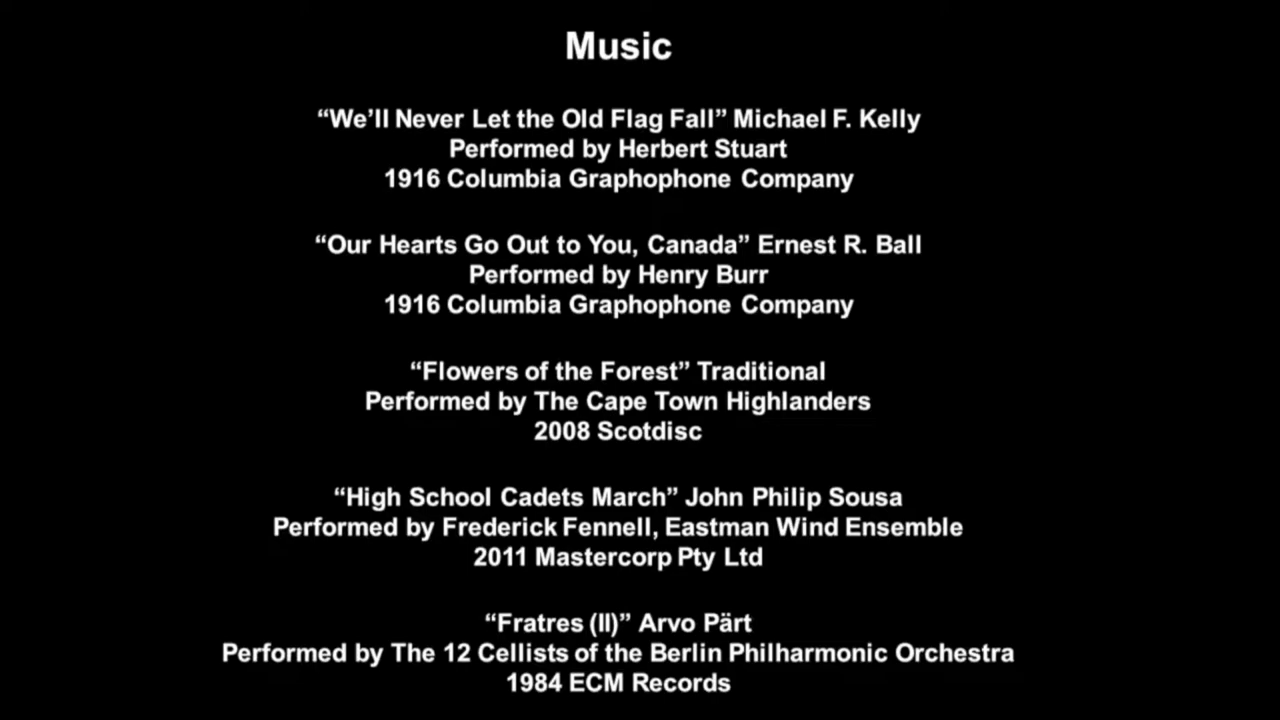 Music
“We’ll Never Let the Old Flag Fall” Michael F. Kelly
Performed by Herbert Stuart
1916 Columbia Graphophone Company
“Our Hearts Go Out to You, Canada” Ernest R. Ball
Performed by Henry Burr
1916 Columbia Graphophone Company
“Flowers of the Forest” Traditional
Performed by The Cape Town Highlanders
2008 Scotdisc
“High School Cadets March” John Philip Sousa
Performed by Frederick Fennell, Eastman Wind Ensemble
2011 Mastercorp Pty Ltd
“Fratres (II)” Arvo Pärt
Performed by The 12 Cellists of the Berlin Philharmonic Orchestra
1984 ECM Records